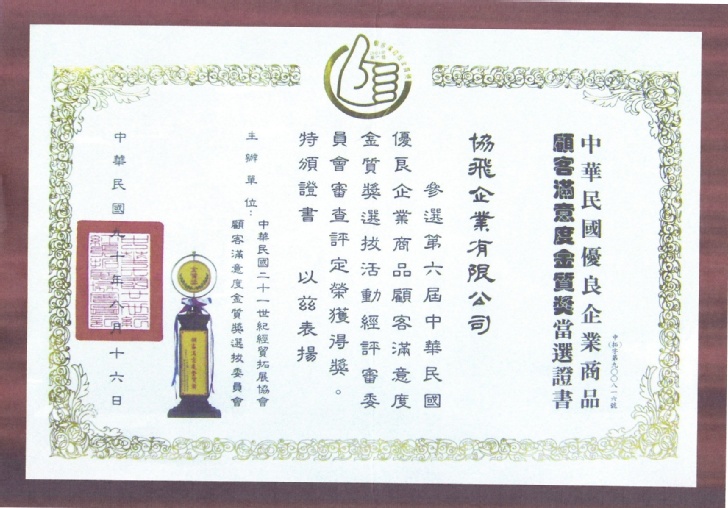 中華民國優良企業商品
顧客滿意度金質獎當選證書
協飛企業有限公司
參選第六屆中華民國
優良企業商品顧客滿意度
金質獎選拔活動經評審委
員會審查評定榮獲得獎。
特頒證書 以茲表揚
主辦單位：
中華民國二十一世紀經貿拓展協會
顧客滿意度金質獎選拔委員會
中華民國九十年八月十六日